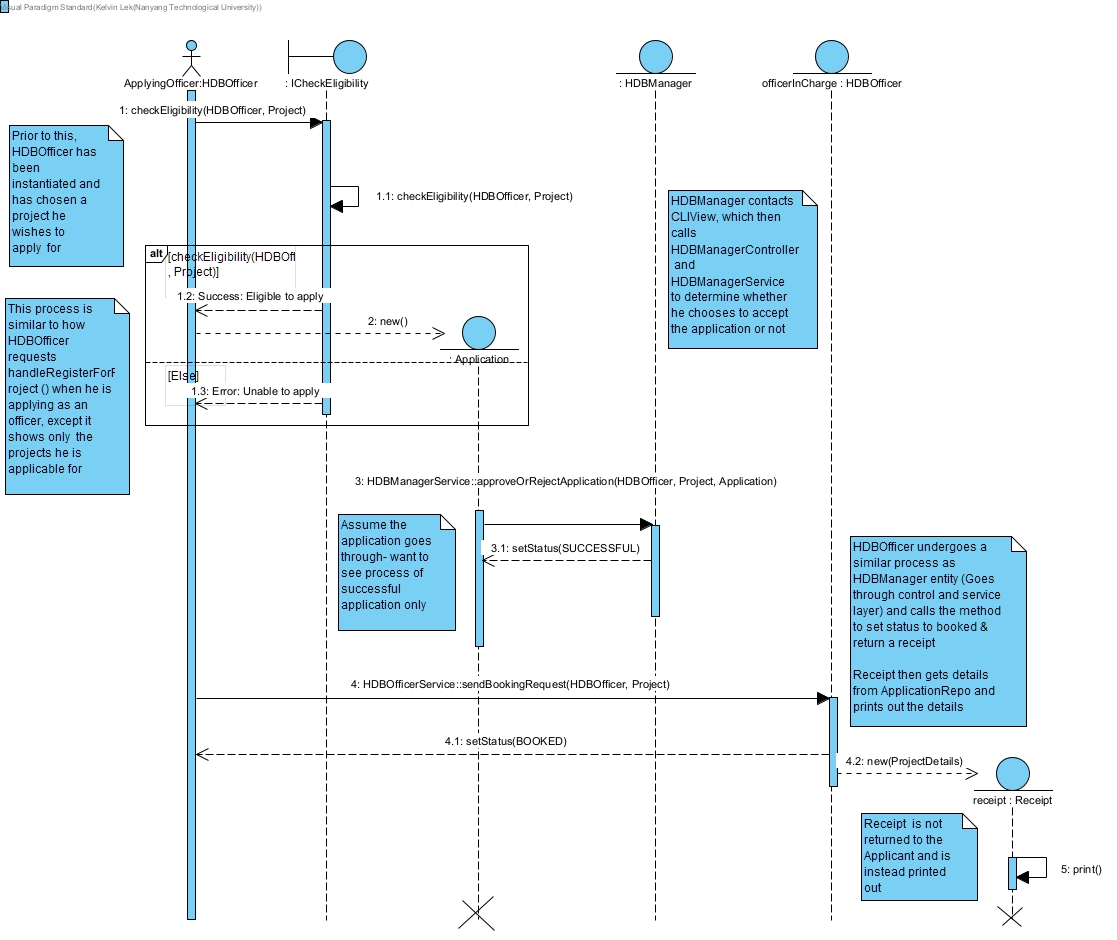 Visual Paradigm Standard(Kelvin Lek(Nanyang Technological University))
ApplyingOfficer:HDBOfficer
: ICheckEligibility
: HDBManager
officerInCharge : HDBOfficer
1: checkEligibility(HDBOfficer, Project)
Prior to this,
HDBOfficer has
been
instantiated and
has chosen a
project he
wishes to
apply for
1.1: checkEligibility(HDBOfficer, Project)
HDBManager contacts
CLIView, which then
calls
HDBManagerController
and
HDBManagerService
to determine whether
he chooses to accept
the application or not
alt
[checkEligibility(HDBOff
, Project)]
1.2: Success: Eligible to apply
2: new()
: Application
[Else]
1.3: Error: Unable to apply
This process is
similar to how
HDBOfficer
requests
handleRegisterForP
roject () when he is
applying as an
officer, except it
shows only the
projects he is
applicable for
3: HDBManagerService::approveOrRejectApplication(HDBOfficer, Project, Application)
Assume the
application goes
through- want to
see process of
successful
application only
3.1: setStatus(SUCCESSFUL)
HDBOfficer undergoes a
similar process as
HDBManager entity (Goes
through control and service
layer) and calls the method
to set status to booked &
return a receipt
Receipt then gets details
from ApplicationRepo and
prints out the details
4: HDBOfficerService::sendBookingRequest(HDBOfficer, Project)
4.1: setStatus(BOOKED)
4.2: new(ProjectDetails)
receipt : Receipt
Receipt is not
returned to the
Applicant and is
instead printed
out
5: print()